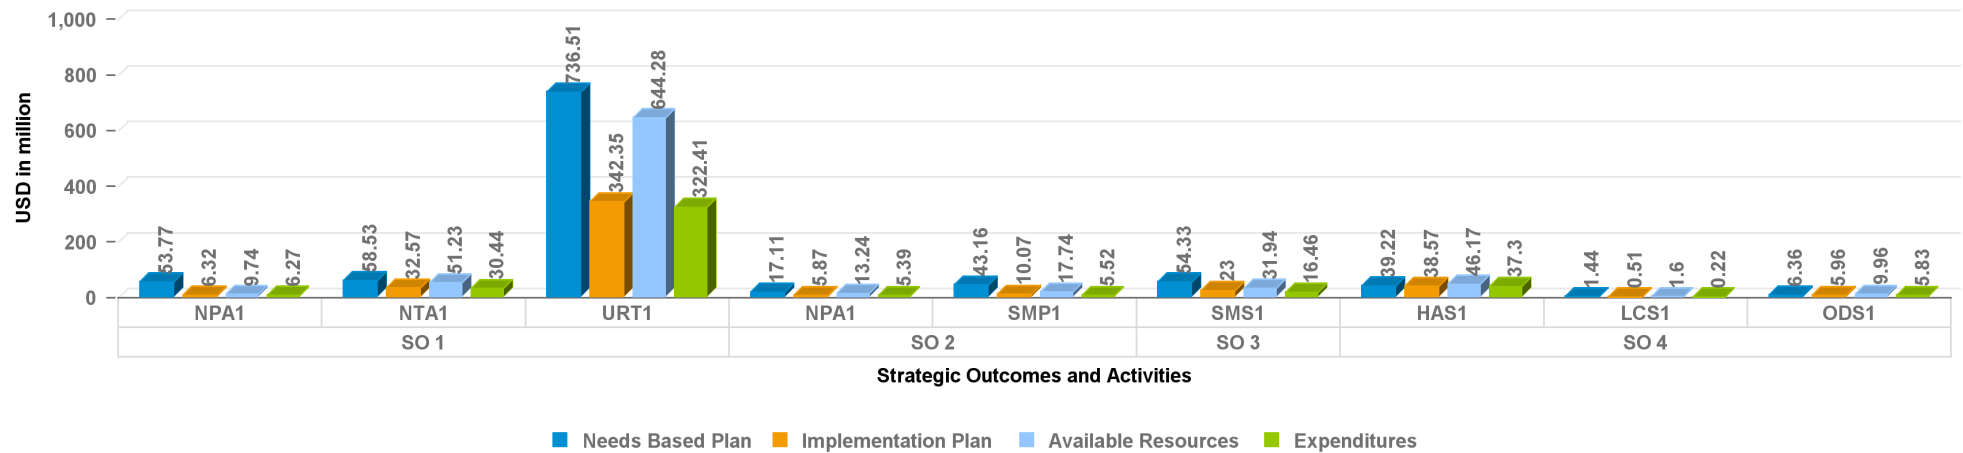 1,000
800
600
400
200
0
USD in million
53.77 6.32 9.74 6.27 58.53 32.57 51.23 30.44 736.51 342.35 644.28 322.41 17.11 5.87 13.24 5.39 43.16 10.07 17.74 5.52 54.33 23 31.94 16.46 39.22 38.57 46.17 37.3 1.44 0.51 1.6 0.22 6.36 5.96 9.96 5.83
NPA1 NTA1 URT1 NPA1 SMP1 SMS1 HAS1 LCS1 ODS1
SO 1 SO 2 SO 3 SO 4
Strategic Outcomes and Activities
Needs Based Plan Implementation Plan Available Resources Expenditures